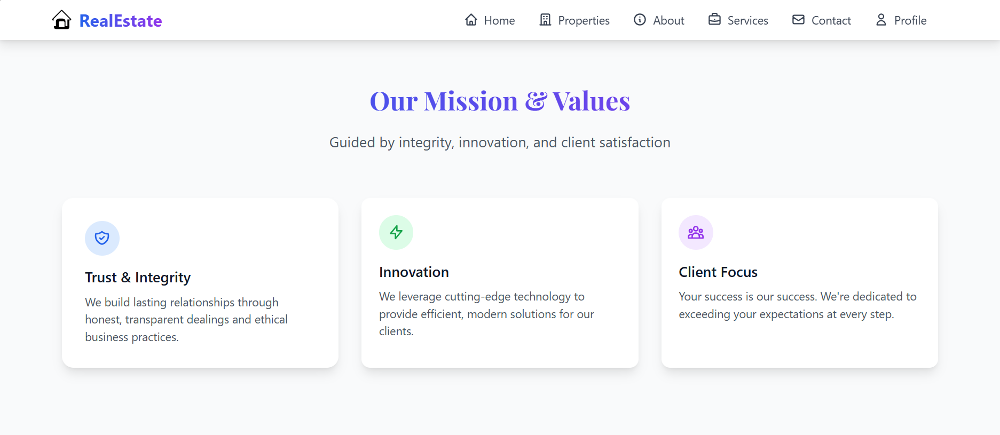 RealEstate
Home
Properties
About
Services
Contact
Profile
Our Mission & Values
Guided by integrity, innovation, and client satisfaction
Trust & Integrity
We build lasting relationships through
honest, transparent dealings and ethical
business practices.
Innovation
We leverage cutting-edge technology to
provide efficient, modern solutions for our
clients.
Client Focus
Your success is our success. We're dedicated to
exceeding your expectations at every step.